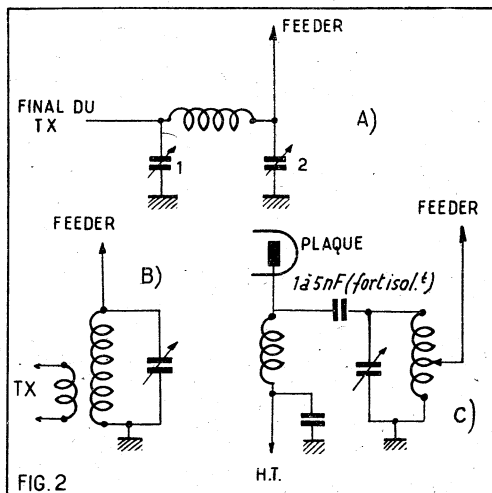 FEEDER
FINAL DU
TX
A)
1
2
FEEDER
B)
TX
PLAQUE
FEEDER
1 à 5nF (fort isol.t)
C)
H.T.
FIG. 2